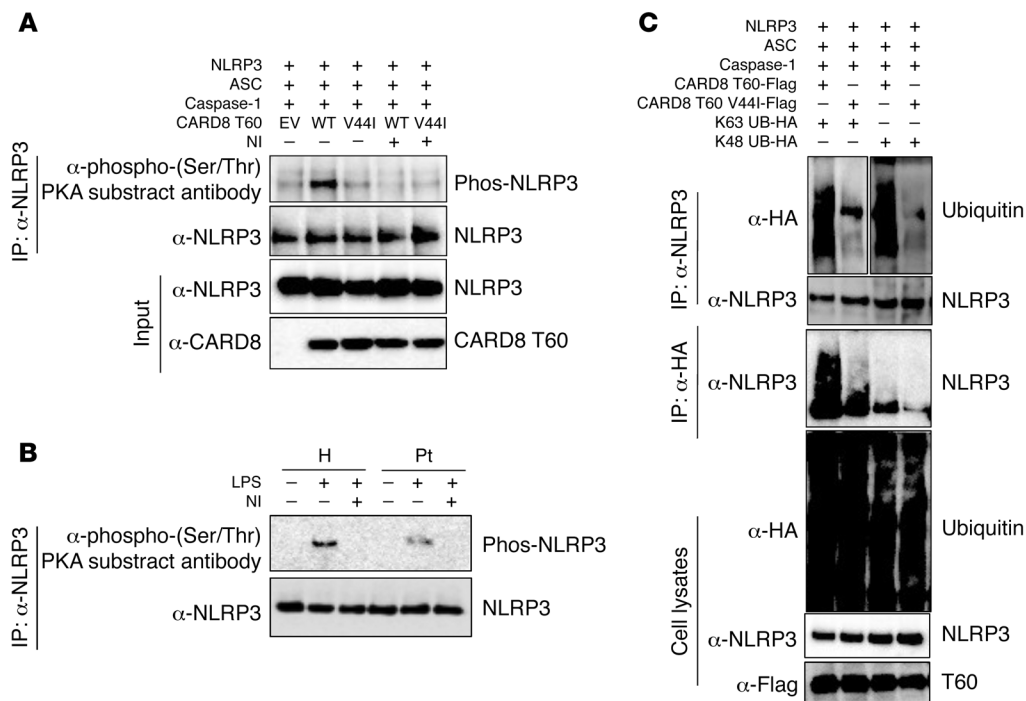 A
NLRP3 + + + + +
ASC + + + + +
Caspase-1 + + + + +
CARD8 T60 EV WT V44I WT V44I
NI – – – + +
IP: α-NLRP3
α-phospho-(Ser/Thr)
PKA substract antibody
Phos-NLRP3
α-NLRP3
NLRP3
Input
α-NLRP3
NLRP3
α-CARD8
CARD8 T60
B
H Pt
LPS – + + – + +
NI – – + – – +
IP: α-NLRP3
α-phospho-(Ser/Thr)
PKA substract antibody
Phos-NLRP3
α-NLRP3
NLRP3
C
NLRP3 + + + +
ASC + + + +
Caspase-1 + + + +
CARD8 T60-Flag + – + –
CARD8 T60 V44I-Flag – + – +
K63 UB-HA + + – –
K48 UB-HA – – + +
IP: α-NLRP3
α-HA
Ubiquitin
α-NLRP3
NLRP3
IP: α-HA
α-NLRP3
NLRP3
Cell lysates
α-HA
Ubiquitin
α-NLRP3
NLRP3
α-Flag
T60